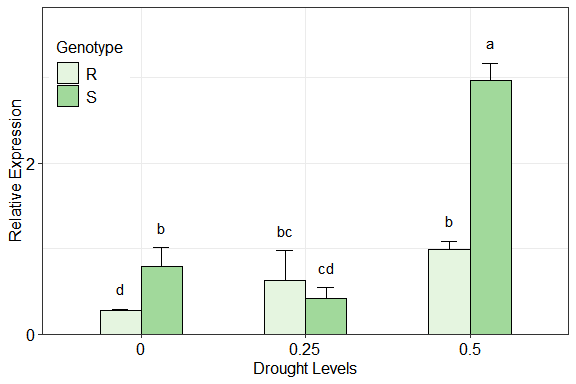 Genotype
R
S
a
b
b
bc
cd
d
Relative Expression
2
0
0
0.25
0.5
Drought Levels